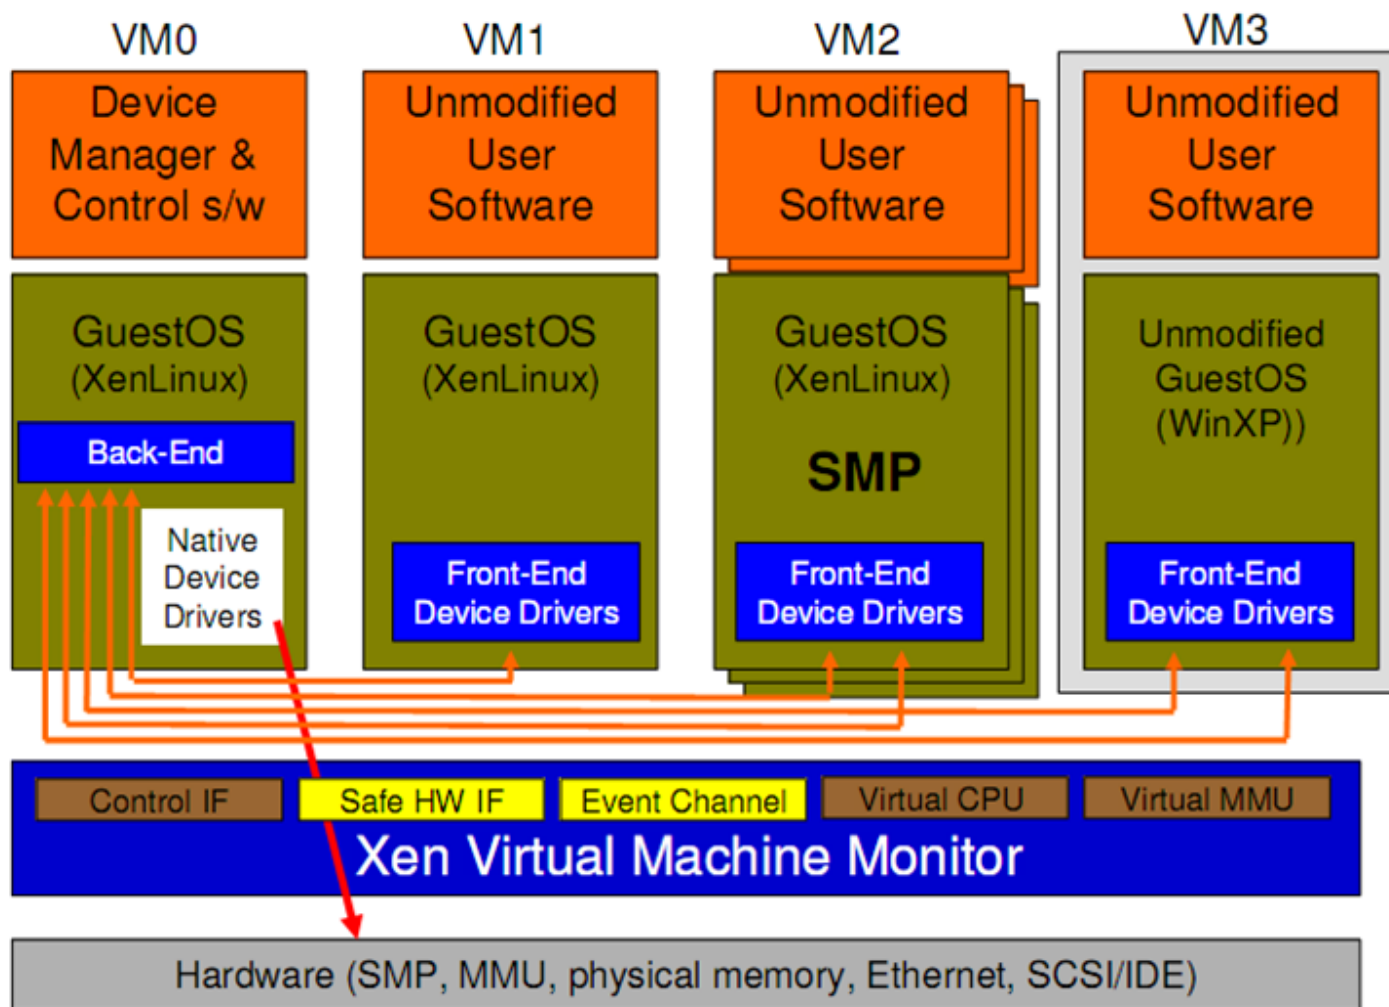 VM0
VM1
VM2
VM3
Device
Manager &
Control s/w
Unmodified
User
Software
Unmodified
User
Software
Unmodified
User
Software
GuestOS
(XenLinux)
Back-End
Native
Device
Drivers
GuestOS
(XenLinux)
Front-End
Device Drivers
GuestOS
(XenLinux)
SMP
Front-End
Device Drivers
Unmodified
GuestOS
(WinXP))
Front-End
Device Drivers
Control IF
Safe HW IF
Event Channel
Virtual CPU
Virtual MMU
Xen Virtual Machine Monitor
Hardware (SMP, MMU, physical memory, Ethernet, SCSI/IDE)